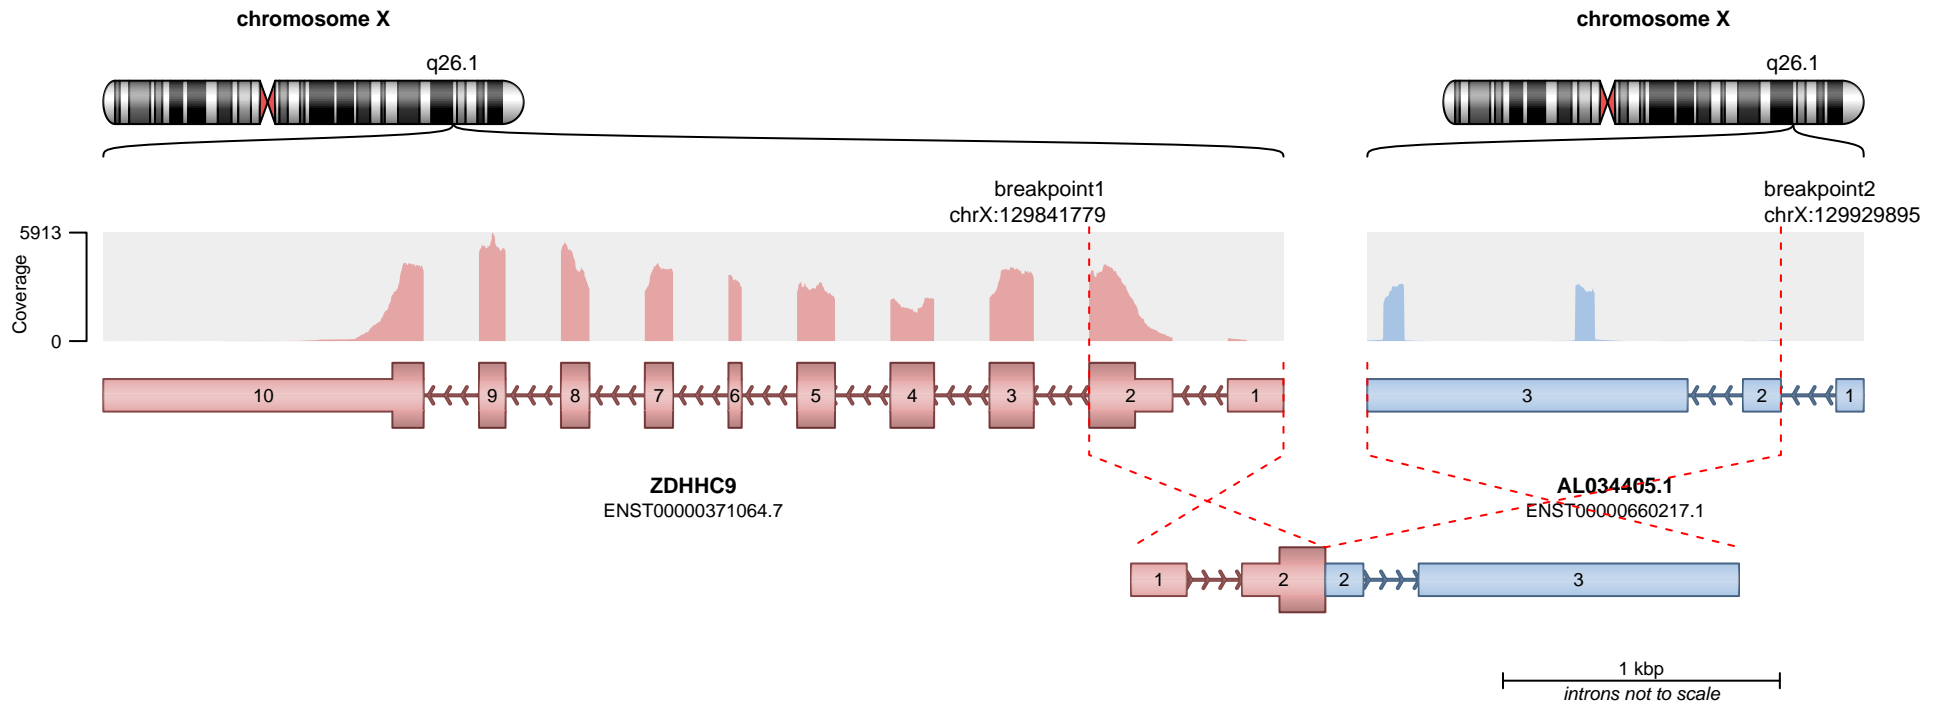 chromosome X
chromosome X
q26.1
q26.1
breakpoint1
chrX:129841779
breakpoint2
chrX:129929895
5913
Coverage
0
10
9
8
7
6
5
4
3
2
1
3
2
1
ZDHHC9
ENST00000371064.7
AL034405.1
ENST00000660217.1
1
2
2
3
1 kbp
introns not to scale